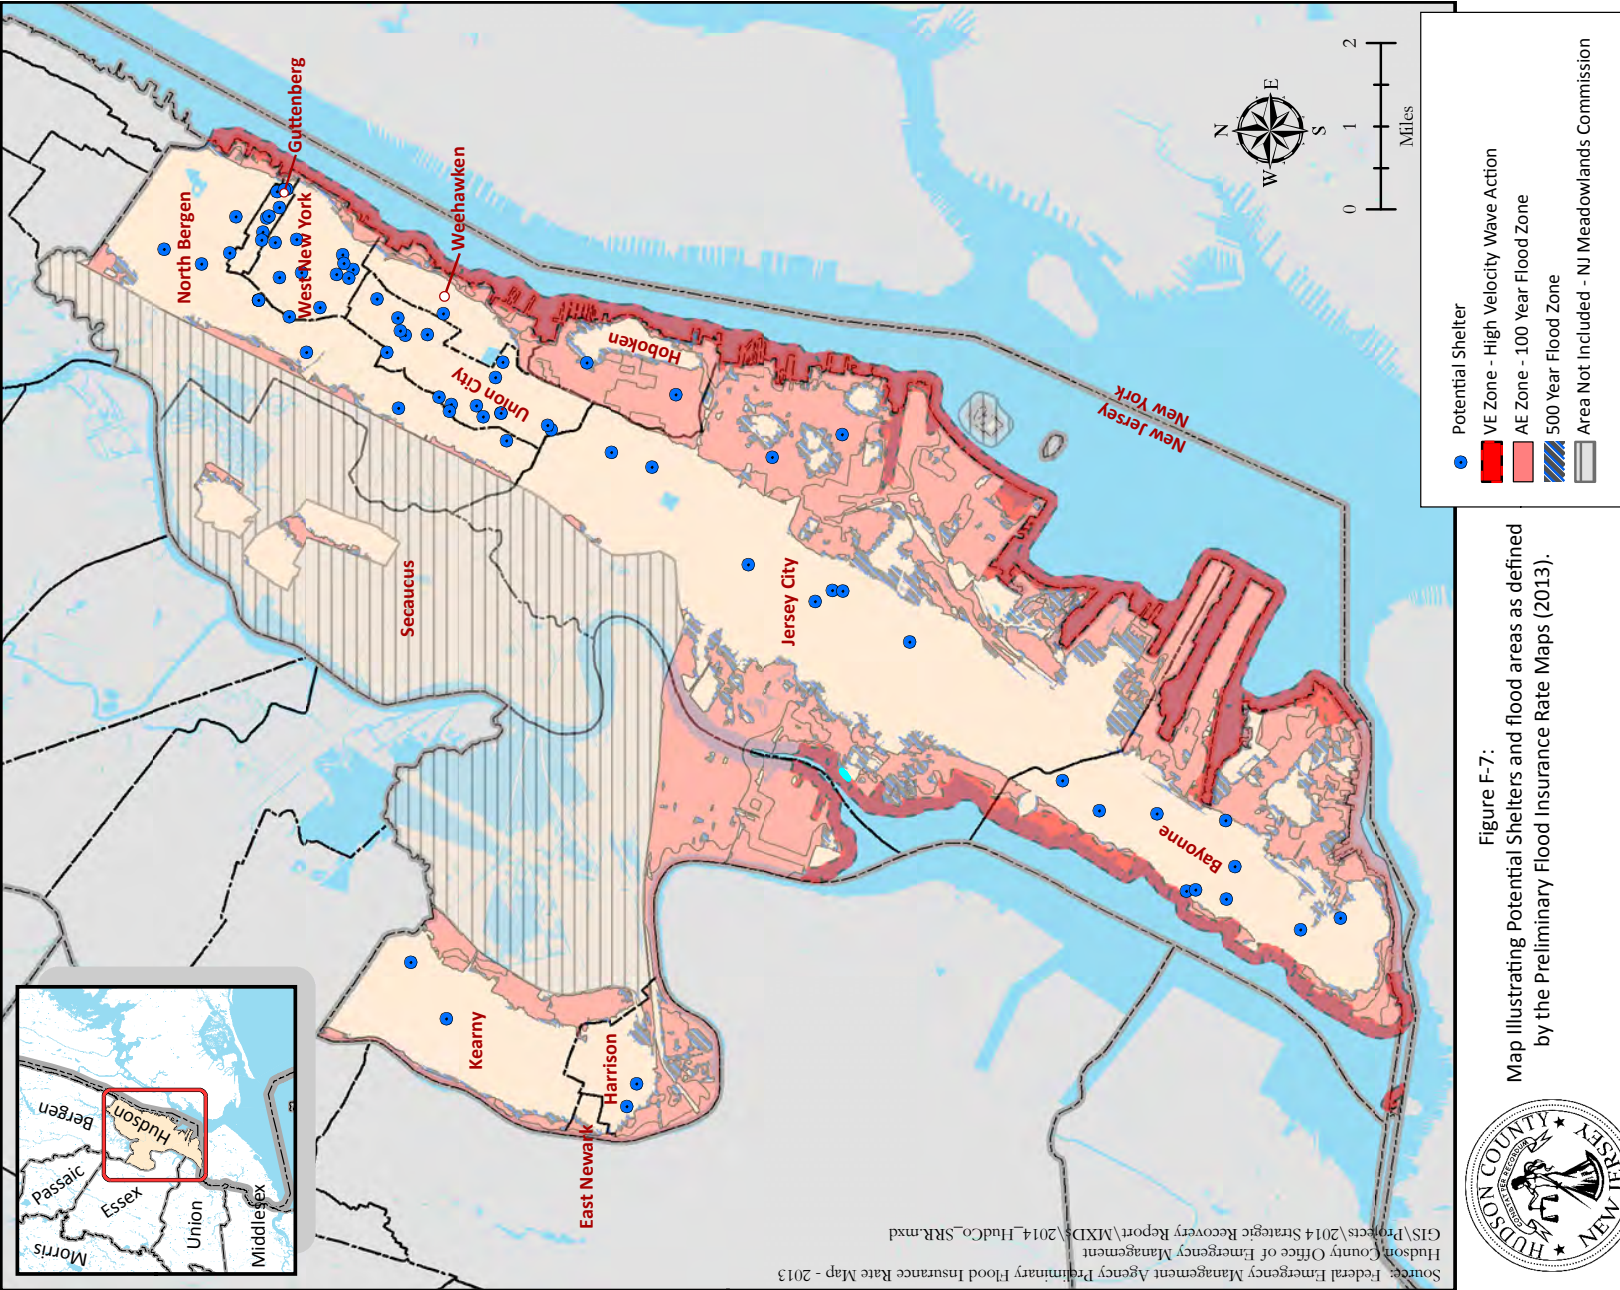 Guttenberg
North Bergen
West New York
Weehawken
Union City
Hoboken
Secaucus
Jersey City
New Jersey
New York
Bayonne
Kearny
Harrison
East Newark
N
E
S
W
0
1
2
Miles
Potential Shelter
VE Zone - High Velocity Wave Action
AE Zone - 100 Year Flood Zone
500 Year Flood Zone
Area Not Included - NJ Meadowlands Commission
Figure F-7:
Map Illustrating Potential Shelters and flood areas as defined
by the Preliminary Flood Insurance Rate Maps (2013).
Bergen
Hudson
Passaic
Essex
Morris
Union
Middlesex
Source: Federal Emergency Management Agency Preliminary Flood Insurance Rate Map - 2013
Hudson County Office of Emergency Management
GIS\Projects\2014 Strategic Recovery Report\MXDs\2014_HudCo_SRR.mxd
HUDSON COUNTY
NEW JERSEY